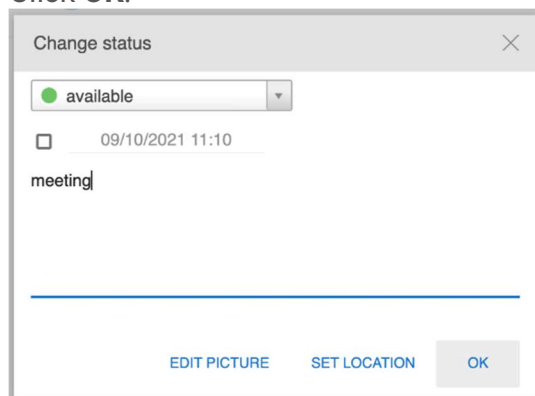 Click OK.
Change status
available
09/10/2021 11:10
meeting
EDIT PICTURE SET LOCATION OK